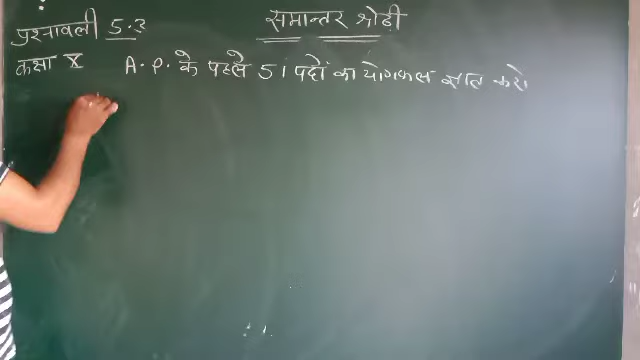 समान्तर श्रेढ़ी
प्रश्नावली 5.3
कक्षा X
A.P. के पहले 51 पदों का योगफल ज्ञात करो